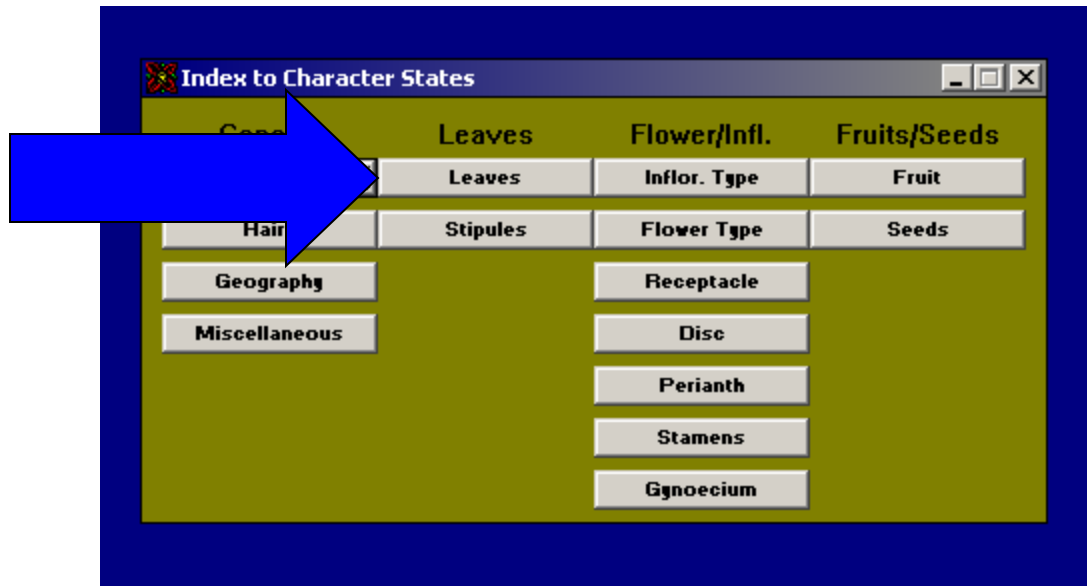 Index to Character States
Leaves Flower/Infl. Fruits/Seeds
Leaves Inflor. Type Fruit
Stipules Flower Type Seeds
Geography Receptacle
Miscellaneous Disc
Perianth
Stamens
Gynoecium